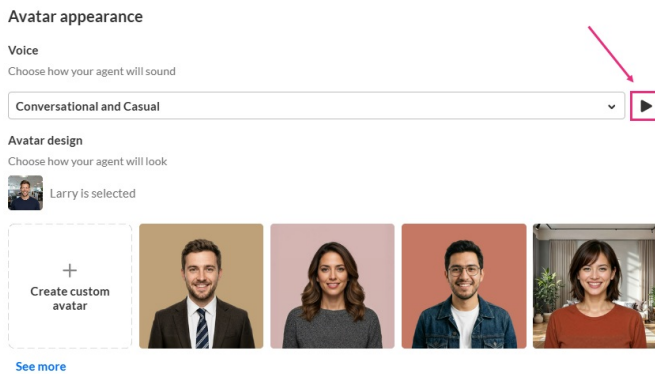 Avatar appearance
Voice
Choose how your agent will sound
Conversational and Casual
Avatar design
Choose how your agent will look
Larry is selected
Create custom
avatar
See more